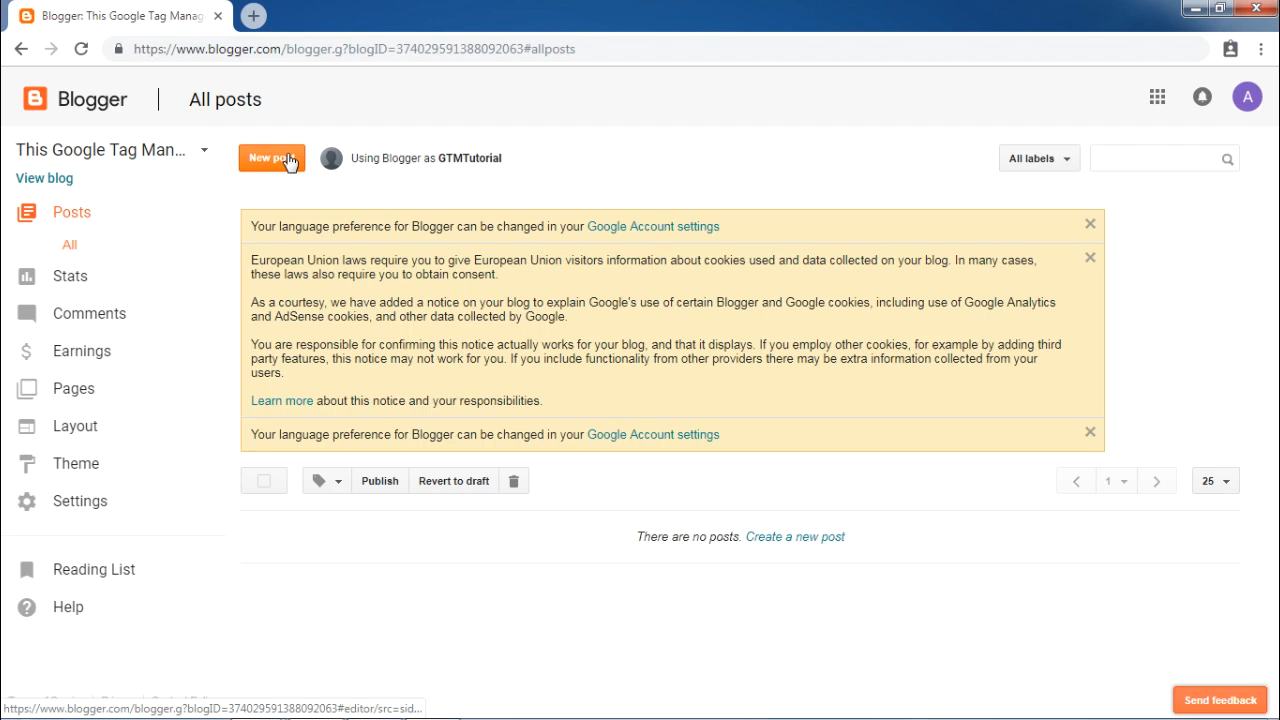 Blogger: This Google Tag Manag
https://www.blogger.com/blogger.g?blogID=374029591388092063#allposts
Blogger
All posts
A
This Google Tag Man...
View blog
New
Using Blogger as GTMTutorial
All labels
Posts
All
Stats
Comments
Earnings
Pages
Layout
Theme
Settings
Reading List
Help
Your language preference for Blogger can be changed in your Google Account settings
European Union laws require you to give European Union visitors information about cookies used and data collected on your blog. In many cases,
these laws also require you to obtain consent.
As a courtesy, we have added a notice on your blog to explain Google's use of certain Blogger and Google cookies, including use of Google Analytics
and AdSense cookies, and other data collected by Google.
You are responsible for confirming this notice actually works for your blog, and that it displays. If you employ other cookies, for example by adding third
party features, this notice may not work for you. If you include functionality from other providers there may be extra information collected from your
users.
Learn more about this notice and your responsibilities.
Your language preference for Blogger can be changed in your Google Account settings
Publish
Revert to draft
1
25
There are no posts. Create a new post
https://www.blogger.com/blogger.g?blogID=374029591388092063#editor/src=sid...
Send feedback